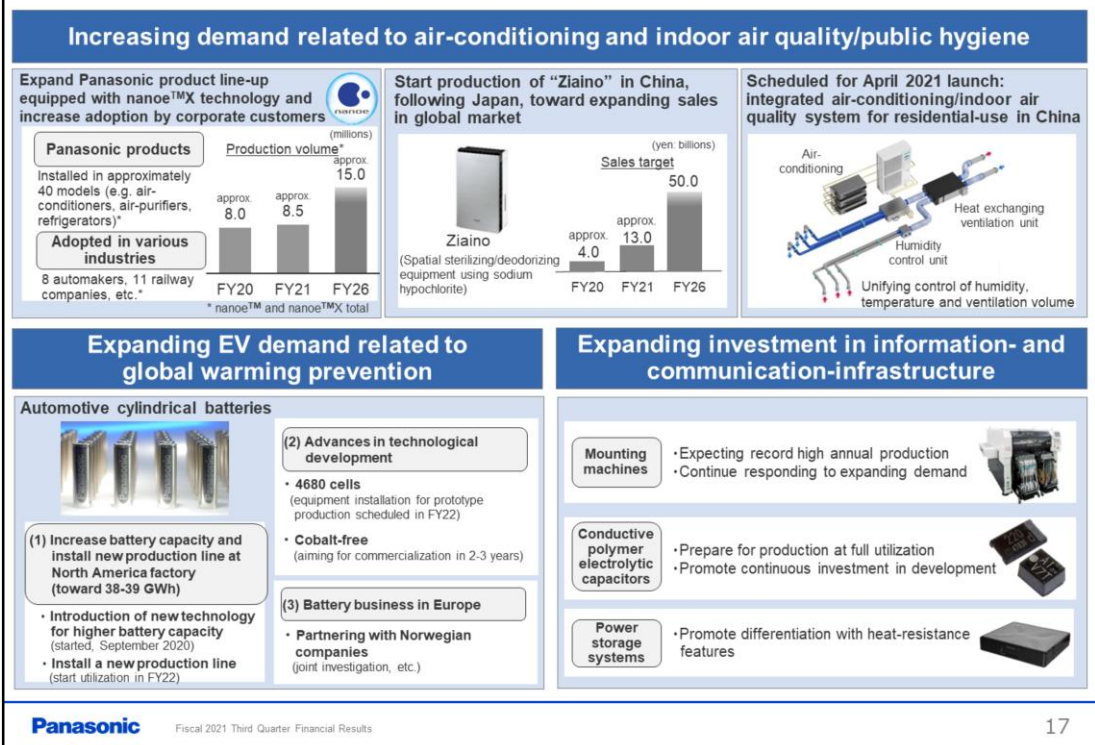 Increasing demand related to air-conditioning and indoor air quality/public hygiene
Expand Panasonic product line-up
equipped with nanoe™X technology and
increase adoption by corporate customers
nanoe
Panasonic products
Installed in approximately
40 models (e.g. air-
conditioners, air-purifiers,
refrigerators)*
Adopted in various
industries
8 automakers, 11 railway
companies, etc.*
(millions)
Production volume*
approx.
8.0
approx.
8.5
approx.
15.0
FY20 FY21 FY26
* nanoe™ and nanoe™X total
Start production of “Ziaino” in China,
following Japan, toward expanding sales
in global market
Ziaino
(Spatial sterilizing/deodorizing
equipment using sodium
hypochlorite)
(yen: billions)
Sales target
approx.
4.0
approx.
13.0
50.0
FY20 FY21 FY26
Scheduled for April 2021 launch:
integrated air-conditioning/indoor air
quality system for residential-use in China
Air-
conditioning
Heat exchanging
ventilation unit
Humidity
control unit
Unifying control of humidity,
temperature and ventilation volume
Expanding EV demand related to
global warming prevention
Automotive cylindrical batteries
(1) Increase battery capacity and
install new production line at
North America factory
(toward 38-39 GWh)
・Introduction of new technology
for higher battery capacity
(started, September 2020)
・Install a new production line
(start utilization in FY22)
(2) Advances in technological
development
・4680 cells
(equipment installation for prototype
production scheduled in FY22)
・Cobalt-free
(aiming for commercialization in 2-3 years)
(3) Battery business in Europe
・Partnering with Norwegian
companies
(joint investigation, etc.)
Expanding investment in information- and
communication-infrastructure
Mounting
machines
・Expecting record high annual production
・Continue responding to expanding demand
Conductive
polymer
electrolytic
capacitors
・Prepare for production at full utilization
・Promote continuous investment in development
Power
storage
systems
・Promote differentiation with heat-resistance
features
Panasonic
Fiscal 2021 Third Quarter Financial Results
17